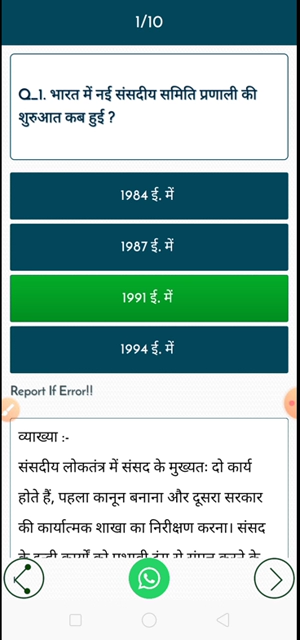 1/10
Q_1. भारत में नई संसदीय समिति प्रणाली की
शुरुआत कब हुई ?
1984 ई. में
1987 ई. में
1991 ई. में
1994 ई. में
Report If Error!!
व्याख्या :-
संसदीय लोकतंत्र में संसद के मुख्यतः दो कार्य
होते हैं, पहला कानून बनाना और दूसरा सरकार
की कार्यात्मक शाखा का निरीक्षण करना। संसद